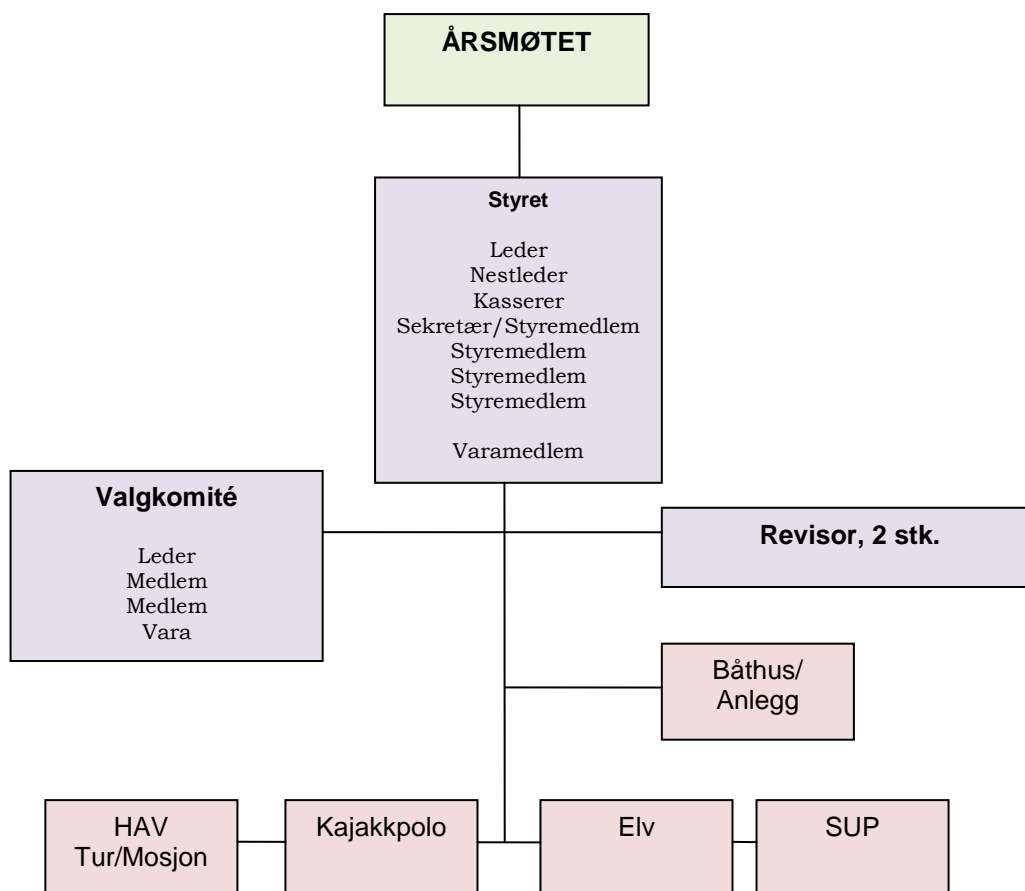 ÅRSMØTET
Styret
Leder
Nestleder
Kasserer
Sekretær/Styremedlem
Styremedlem
Styremedlem
Styremedlem
Varamedlem
Valgkomité
Leder
Medlem
Medlem
Vara
Revisor, 2 stk.
Båthus/
Anlegg
HAV
Tur/Mosjon
Kajakkpolo
Elv
SUP